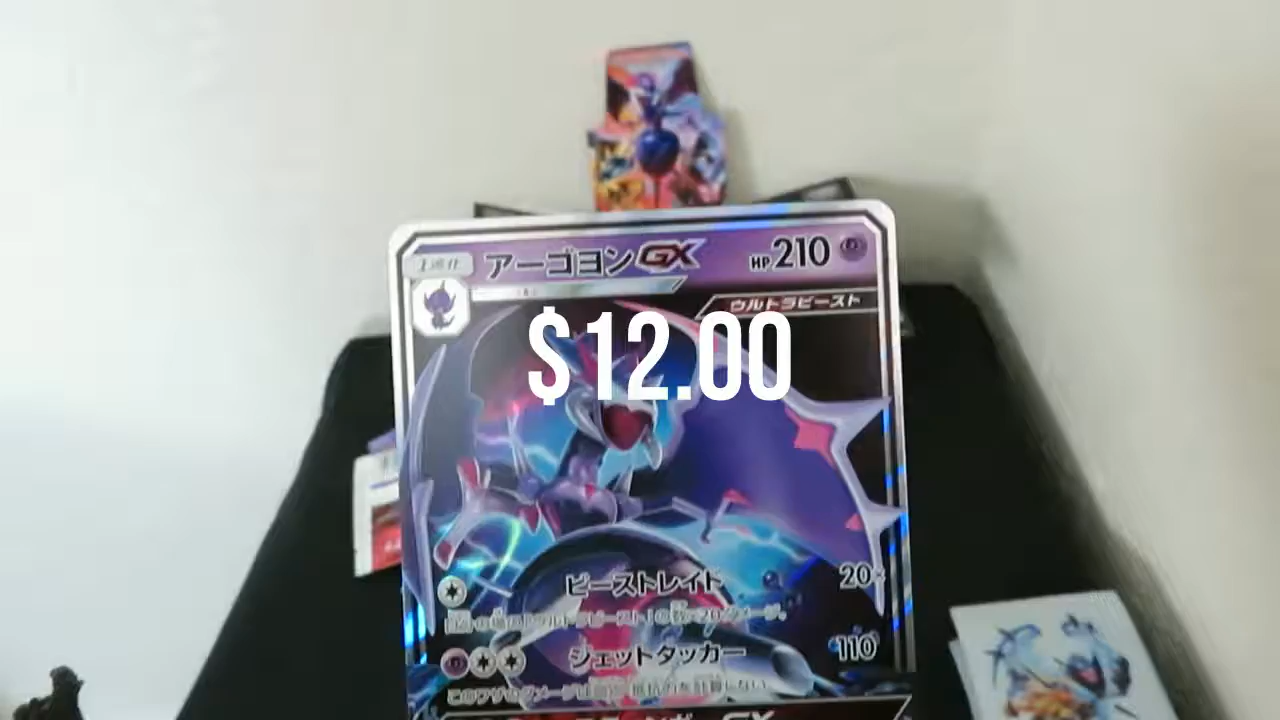 1進化
アーゴヨンGX
HP210
ウルトラビースト
$12.00
ビーストレイド
20×
ジェットタッカー
110
GX